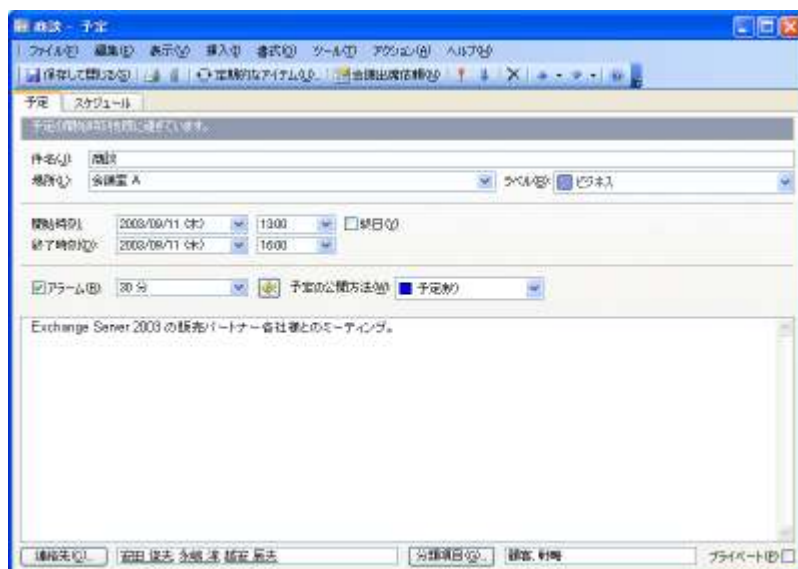 商談 - 予定
ファイル(F) 編集(E) 表示(V) 挿入(I) 書式(O) ツール(T) アクション(A) ヘルプ(H)
保存して閉じる(S) 定期的なアイテム(U)... 会議出席依頼(V)
予定 スケジュール
件名(J): 商談
場所(L): 会議室 A ラベル(B): ビジネス
開始時刻: 2003/09/11 (木) 13:00 終日(Y)
終了時刻(D): 2003/09/11 (木) 16:00
アラーム(R): 30 分 予定の公開方法(W): 予定あり
Exchange Server 2003 の販売パートナー各社様とのミーティング。
連絡先(C)... 分類項目(G)... 顧客, 戦略 プライベート(P)